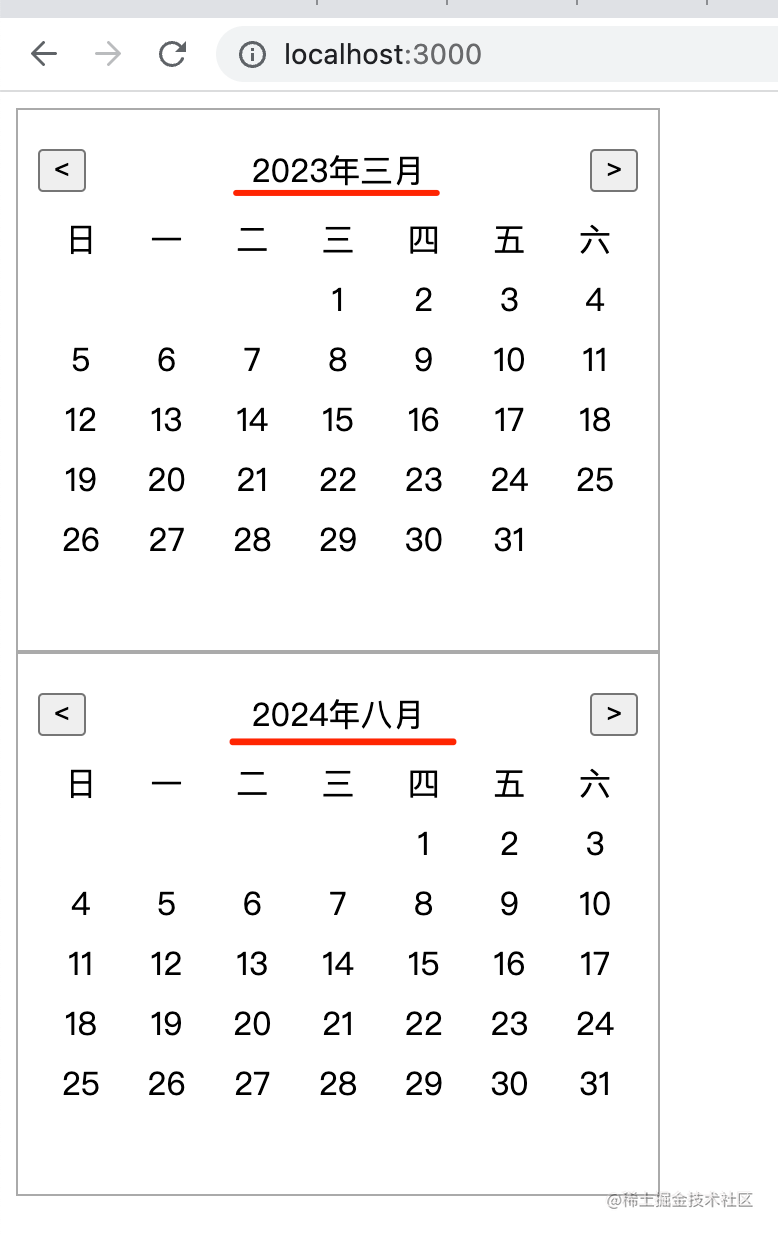 localhost:3000
< 2023年三月 >
日 一 二 三 四 五 六
1 2 3 4
5 6 7 8 9 10 11
12 13 14 15 16 17 18
19 20 21 22 23 24 25
26 27 28 29 30 31
< 2024年八月 >
日 一 二 三 四 五 六
1 2 3
4 5 6 7 8 9 10
11 12 13 14 15 16 17
18 19 20 21 22 23 24
25 26 27 28 29 30 31
@稀土掘金技术社区